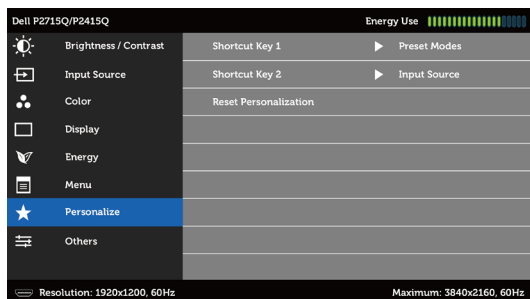 Dell P2715Q/P2415Q Energy Use
Brightness / Contrast Shortcut Key 1 Preset Modes
Input Source Shortcut Key 2 Input Source
Color Reset Personalization
Display
Energy
Menu
Personalize
Others
Resolution: 1920x1200, 60Hz Maximum: 3840x2160, 60Hz